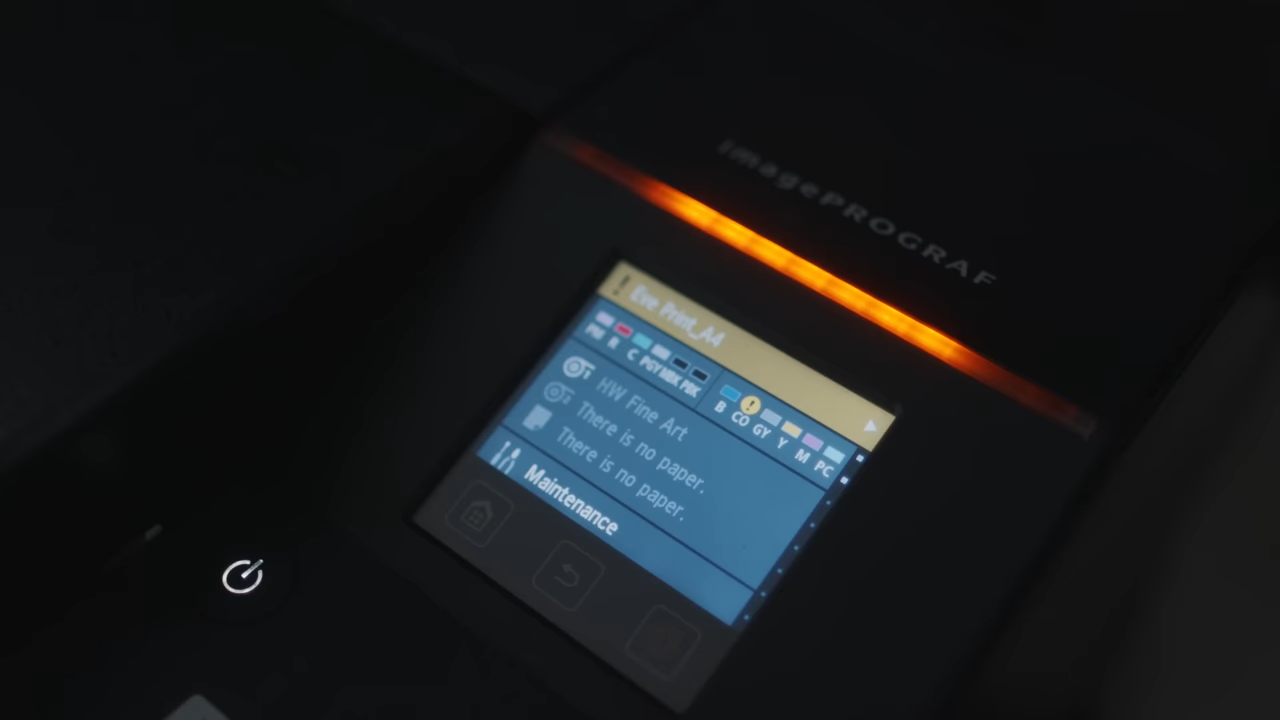 imagePROGRAF
! Eve Print_A4
PM R C PGY MBK PBK
B CO GY Y M PC
HW Fine Art
There is no paper.
There is no paper.
Maintenance